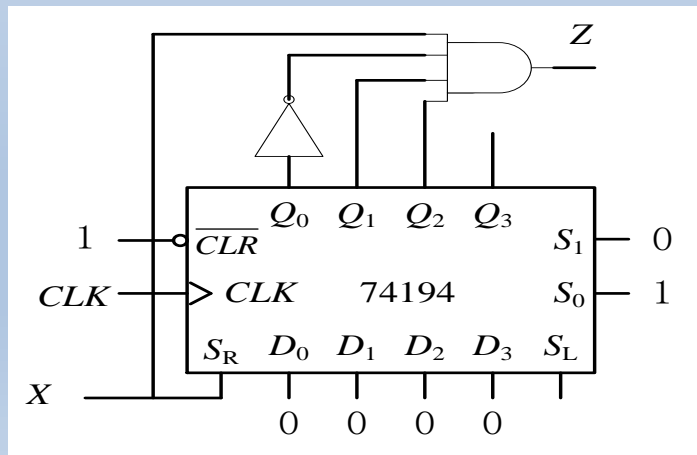 Z
Q0 Q1 Q2 Q3
1 CLR S1 0
CLK CLK 74194 S0 1
SR D0 D1 D2 D3 SL
X
0 0 0 0